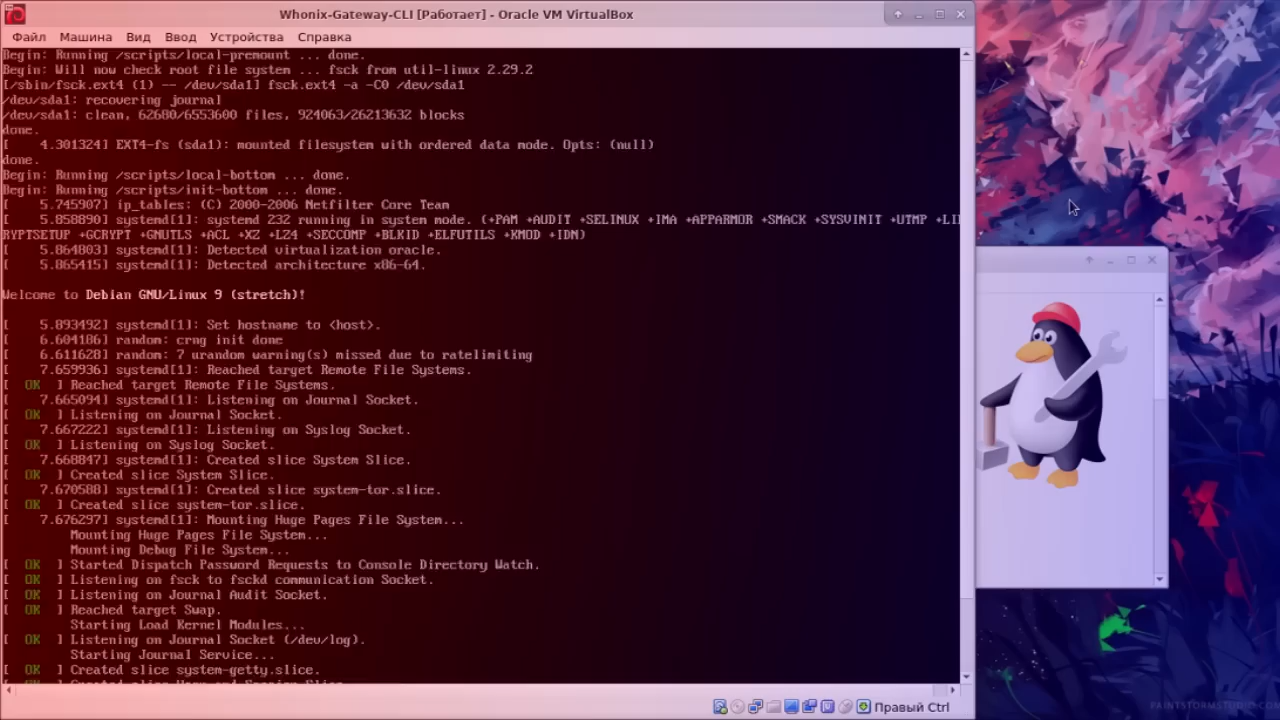 Whonix-Gateway-CLI [Работает] - Oracle VM VirtualBox
Файл Машина Вид Ввод Устройства Справка
Begin: Running /scripts/local-premount ... done.
Begin: Will now check root file system ... fsck from util-linux 2.29.2
[/sbin/fsck.ext4 (1) -- /dev/sda1] fsck.ext4 -a -C0 /dev/sda1
/dev/sda1: recovering journal
/dev/sda1: clean, 62680/6553600 files, 924063/26213632 blocks
done.
[    4.301324] EXT4-fs (sda1): mounted filesystem with ordered data mode. Opts: (null)
done.
Begin: Running /scripts/local-bottom ... done.
Begin: Running /scripts/init-bottom ... done.
[    5.745907] ip_tables: (C) 2000-2006 Netfilter Core Team
[    5.858890] systemd[1]: systemd 232 running in system mode. (+PAM +AUDIT +SELINUX +IMA +APPARMOR +SMACK +SYSVINIT +UTMP +LI
RYPTSETUP +GCRYPT +GNUTLS +ACL +XZ +LZ4 +SECCOMP +BLKID +ELFUTILS +KMOD +IDN)
[    5.864803] systemd[1]: Detected virtualization oracle.
[    5.865415] systemd[1]: Detected architecture x86-64.
Welcome to Debian GNU/Linux 9 (stretch)!
[    5.893492] systemd[1]: Set hostname to <host>.
[    6.604186] random: crng init done
[    6.611628] random: 7 urandom warning(s) missed due to ratelimiting
[    7.659936] systemd[1]: Reached target Remote File Systems.
[  OK  ] Reached target Remote File Systems.
[    7.665094] systemd[1]: Listening on Journal Socket.
[  OK  ] Listening on Journal Socket.
[    7.667222] systemd[1]: Listening on Syslog Socket.
[  OK  ] Listening on Syslog Socket.
[    7.668847] systemd[1]: Created slice System Slice.
[  OK  ] Created slice System Slice.
[    7.670588] systemd[1]: Created slice system-tor.slice.
[  OK  ] Created slice system-tor.slice.
[    7.676297] systemd[1]: Mounting Huge Pages File System...
Mounting Huge Pages File System...
Mounting Debug File System...
[  OK  ] Started Dispatch Password Requests to Console Directory Watch.
[  OK  ] Listening on fsck to fsckd communication Socket.
[  OK  ] Listening on Journal Audit Socket.
[  OK  ] Reached target Swap.
Starting Load Kernel Modules...
[  OK  ] Listening on Journal Socket (/dev/log).
Starting Journal Service...
[  OK  ] Created slice system-getty.slice.
[  OK  ] Created slice User and Session Slice.
Правый Ctrl
PAINTSTORMSTUDIO.COM